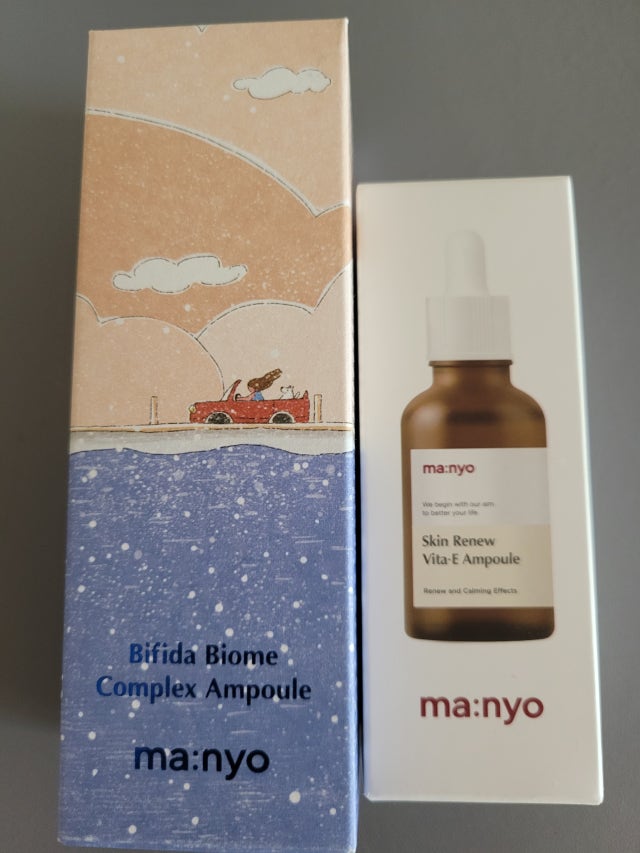 Bifida Biome
Complex Ampoule
ma:nyo
ma:nyo
We begin with our aim
to better your life.
Skin Renew
Vita-E Ampoule
Renew and Calming Effects
ma:nyo